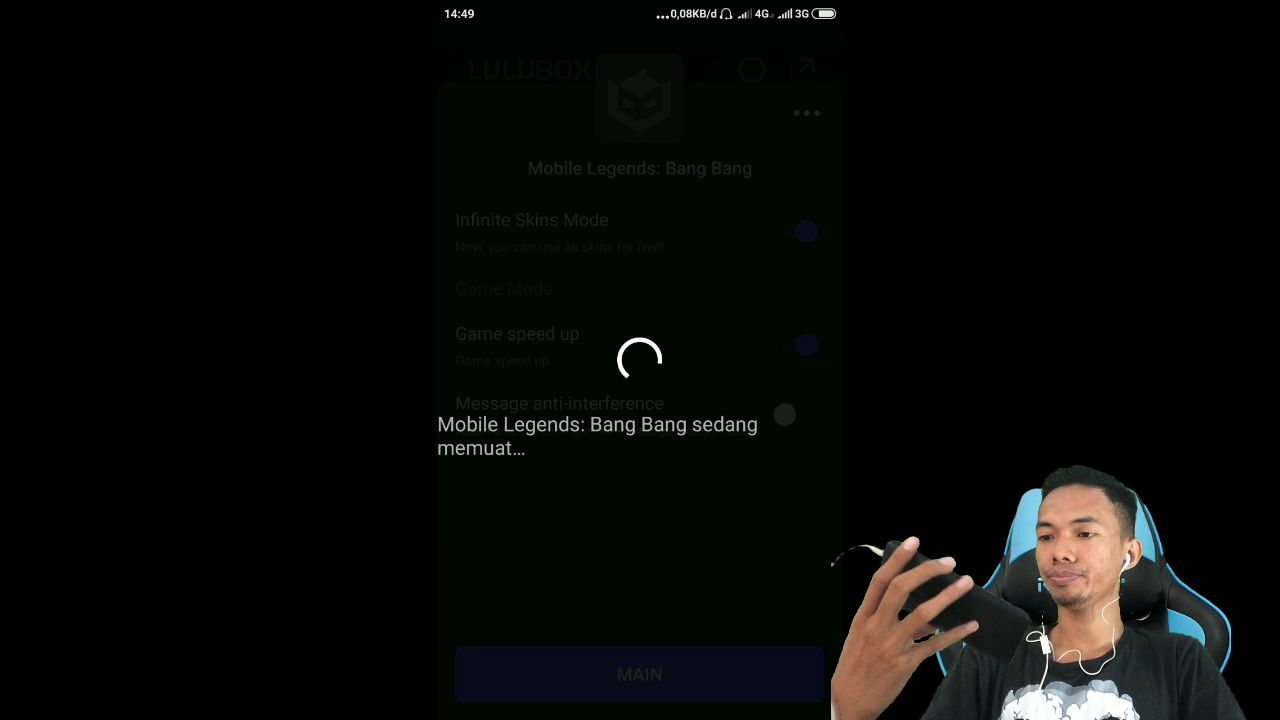 14:49
...0,08KB/d 4G 3G
LULUBOX
Mobile Legends: Bang Bang
Infinite Skins Mode
Now, you can use all skins for free!
Game Mode
Game speed up
Game speed up
Message anti-interference
Mobile Legends: Bang Bang sedang
memuat...
MAIN